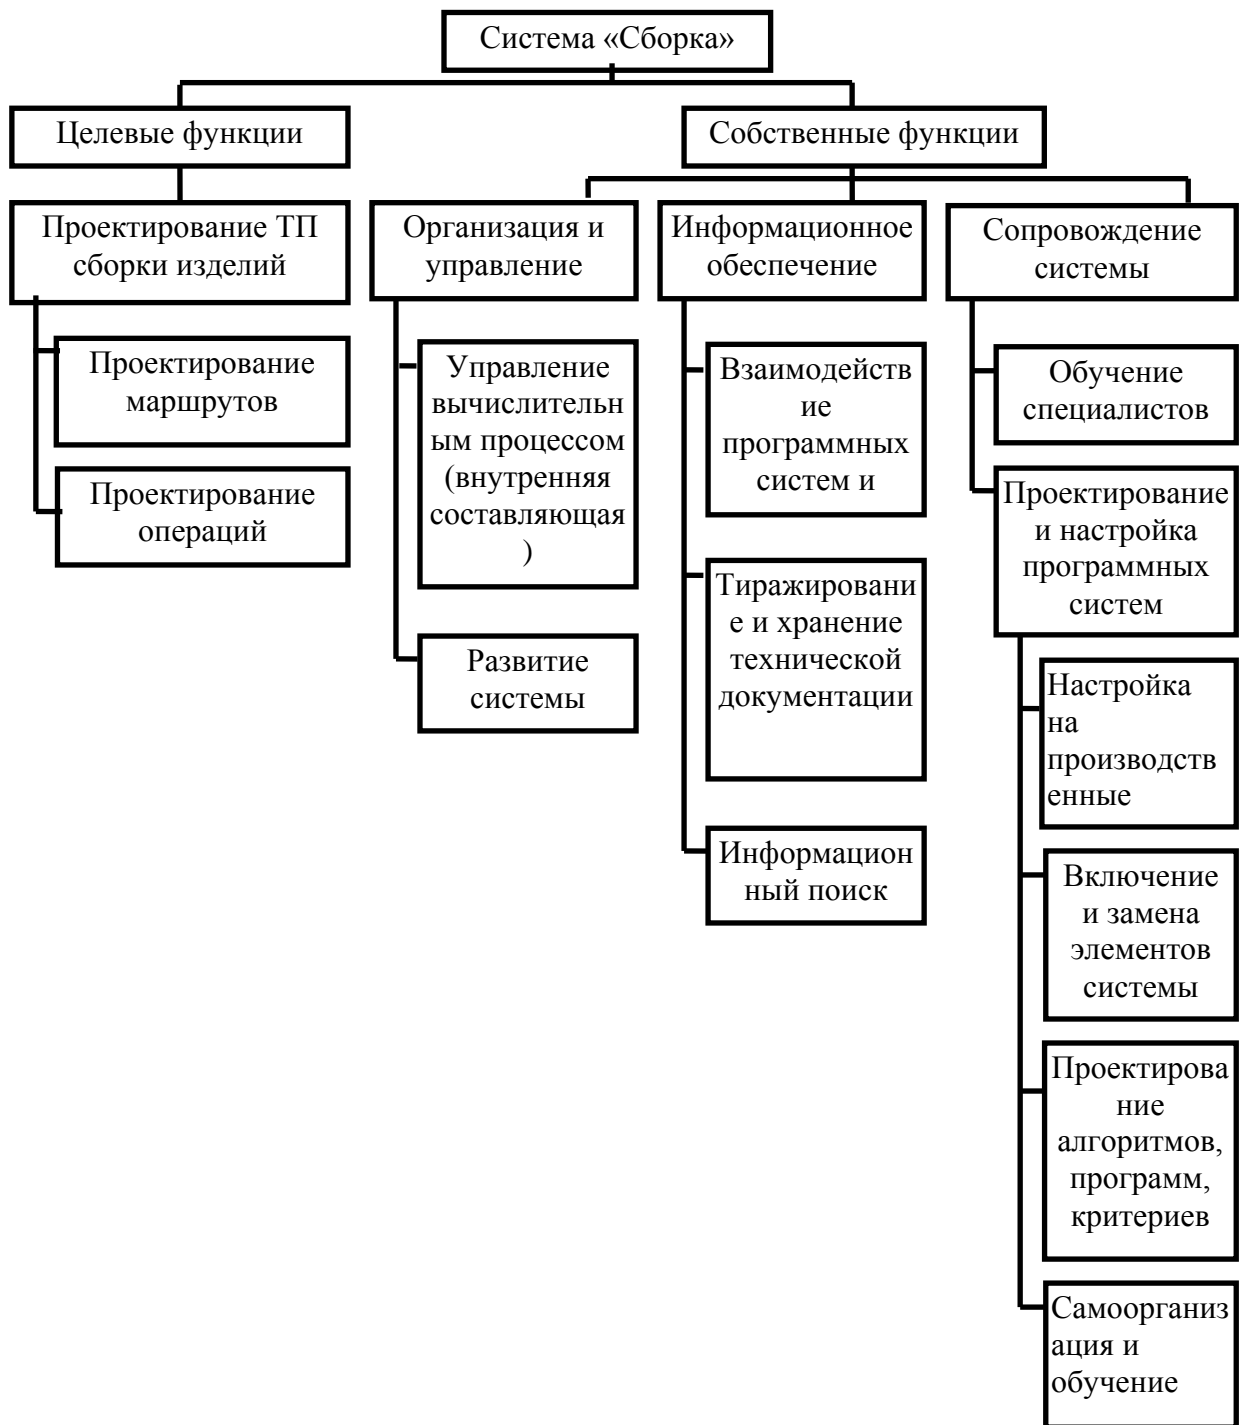 Система «Сборка»
Целевые функции
Собственные функции
Проектирование ТП
сборки изделий
Организация и
управление
Информационное
обеспечение
Сопровождение
системы
Проектирование
маршрутов
Проектирование
операций
Управление
вычислительн
ым процессом
(внутренняя
составляющая
)
Развитие
системы
Взаимодейств
ие
программных
систем и
Тиражировани
е и хранение
технической
документации
Информацион
ный поиск
Обучение
специалистов
Проектирование
и настройка
программных
систем
Настройка
на
производств
енные
Включение
и замена
элементов
системы
Проектирова
ние
алгоритмов,
программ,
критериев
Самоорганиз
ация и
обучение